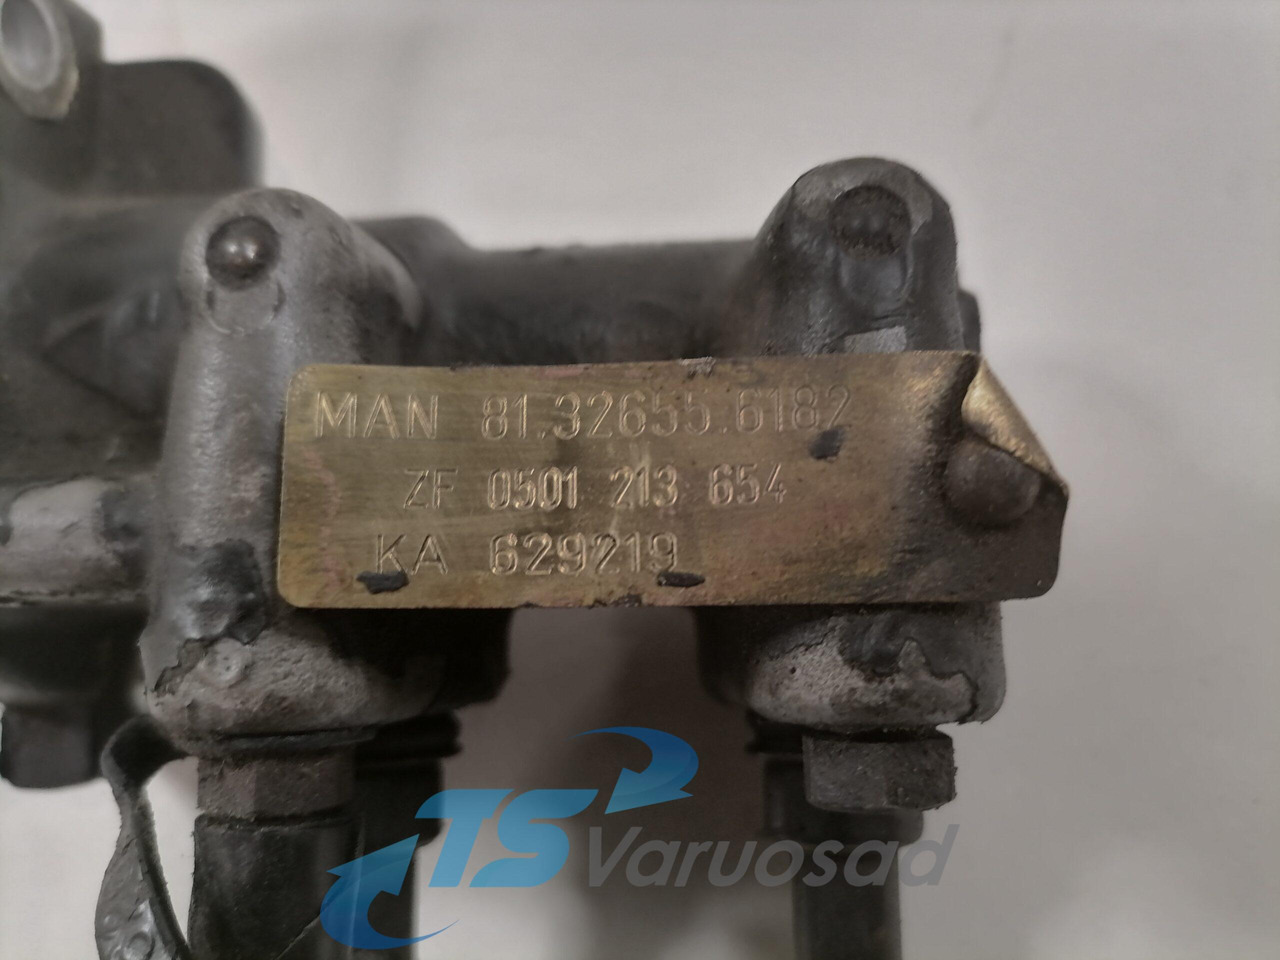 MAN 81.32655.6182
ZF 0501 213 654
KA 629219
TS Varuosad